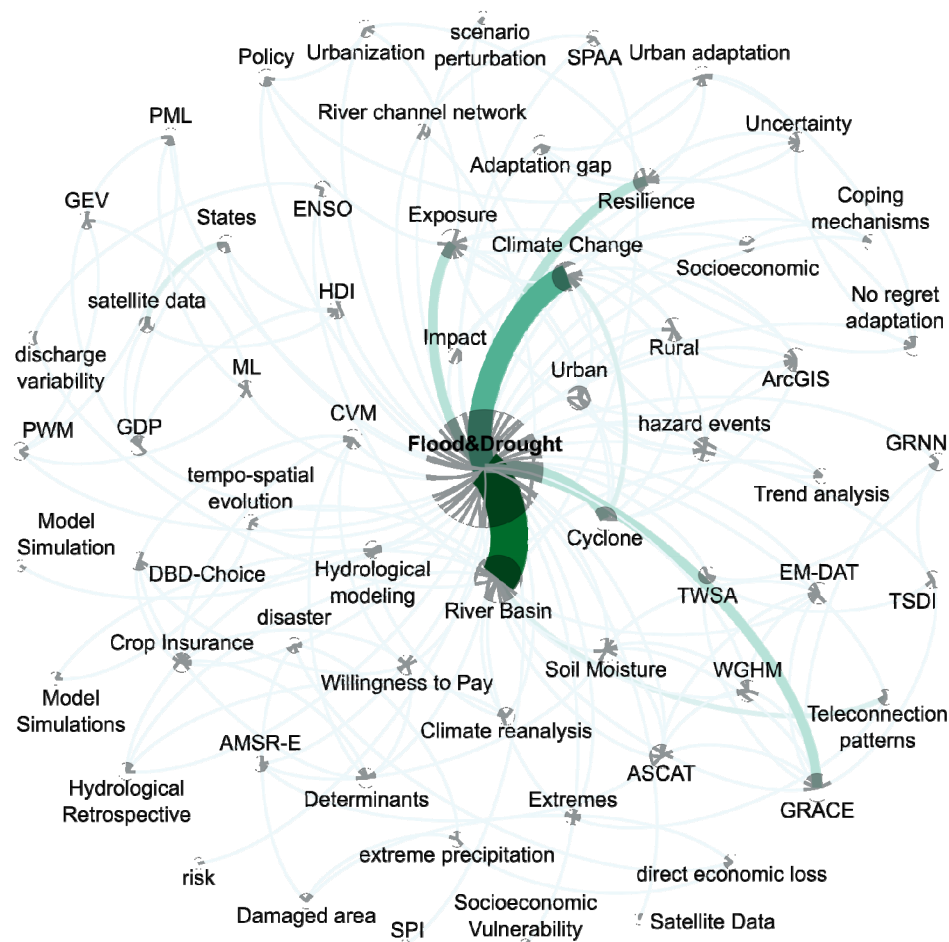 scenario
perturbation
Policy
Urbanization
SPAA
Urban adaptation
PML
River channel network
Uncertainty
Adaptation gap
GEV
States
ENSO
Exposure
Resilience
Coping
mechanisms
Climate Change
Socioeconomic
satellite data
HDI
No regret
adaptation
discharge
variability
ML
Impact
Urban
Rural
ArcGIS
PWM
GDP
CVM
Flood&Drought
hazard events
GRNN
tempo-spatial
evolution
Trend analysis
Model
Simulation
DBD-Choice
Hydrological
modeling
Cyclone
River Basin
TWSA
EM-DAT
TSDI
disaster
Crop Insurance
Willingness to Pay
Soil Moisture
WGHM
Model
Simulations
Climate reanalysis
Teleconnection
patterns
AMSR-E
Hydrological
Retrospective
Determinants
Extremes
ASCAT
GRACE
extreme precipitation
risk
direct economic loss
Damaged area
SPI
Socioeconomic
Vulnerability
Satellite Data